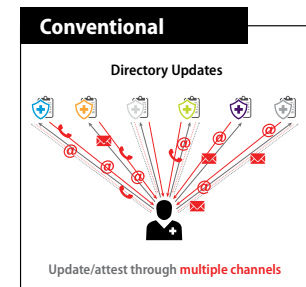 Conventional
Directory Updates
@ @ @ @
@ @
Update/attest through multiple channels